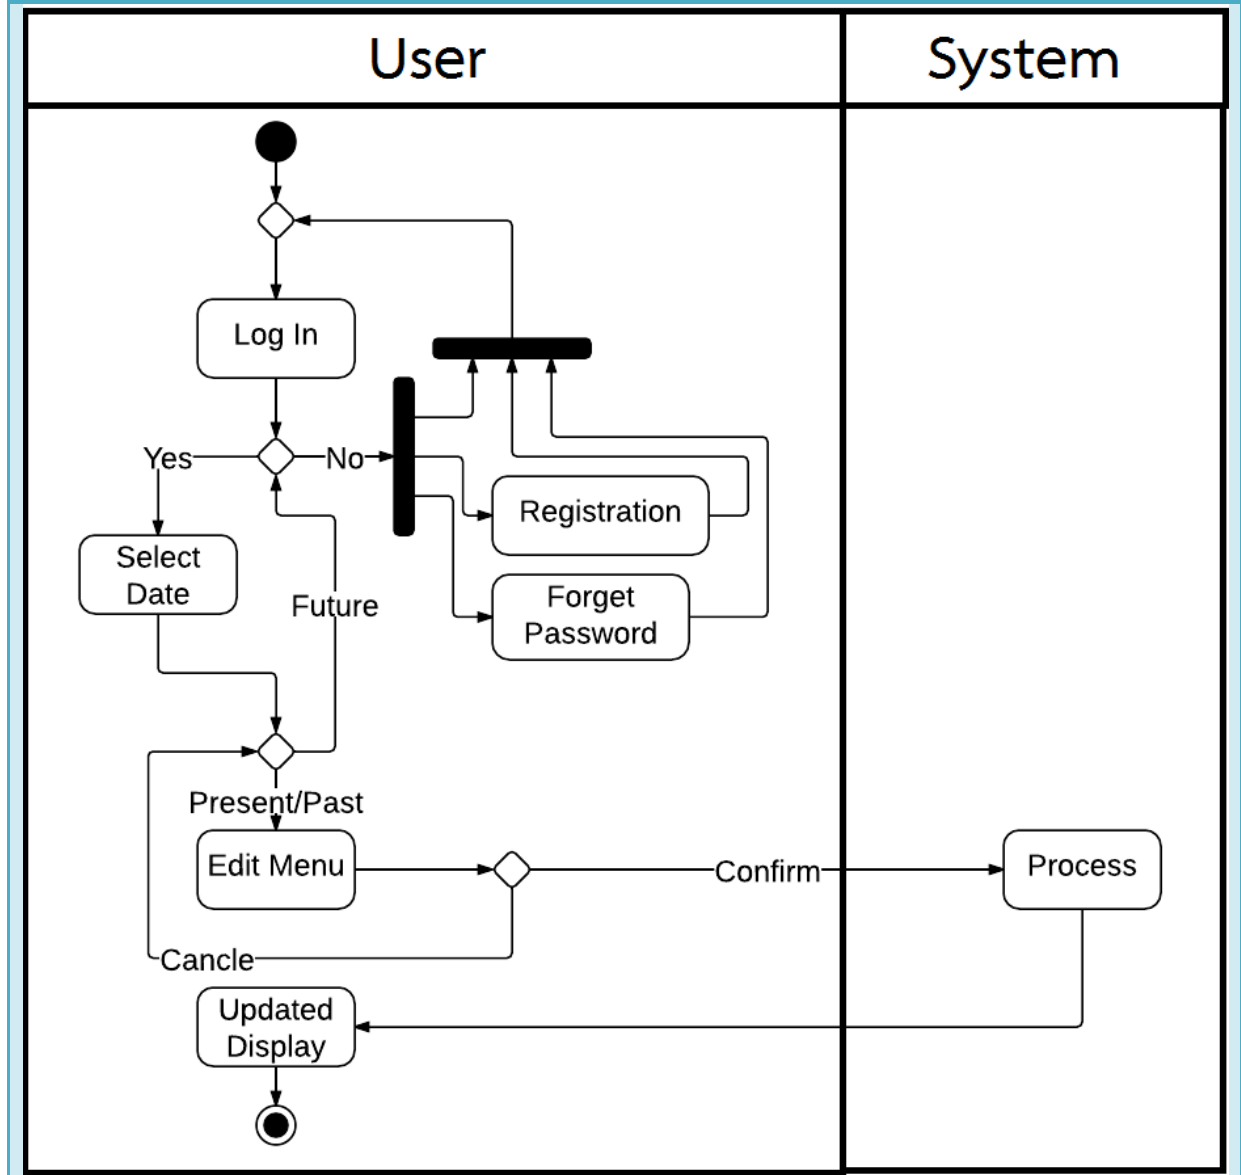 User
System
Log In
Yes
No
Registration
Select
Date
Forget
Password
Future
Present/Past
Edit Menu
Confirm
Process
Cancle
Updated
Display